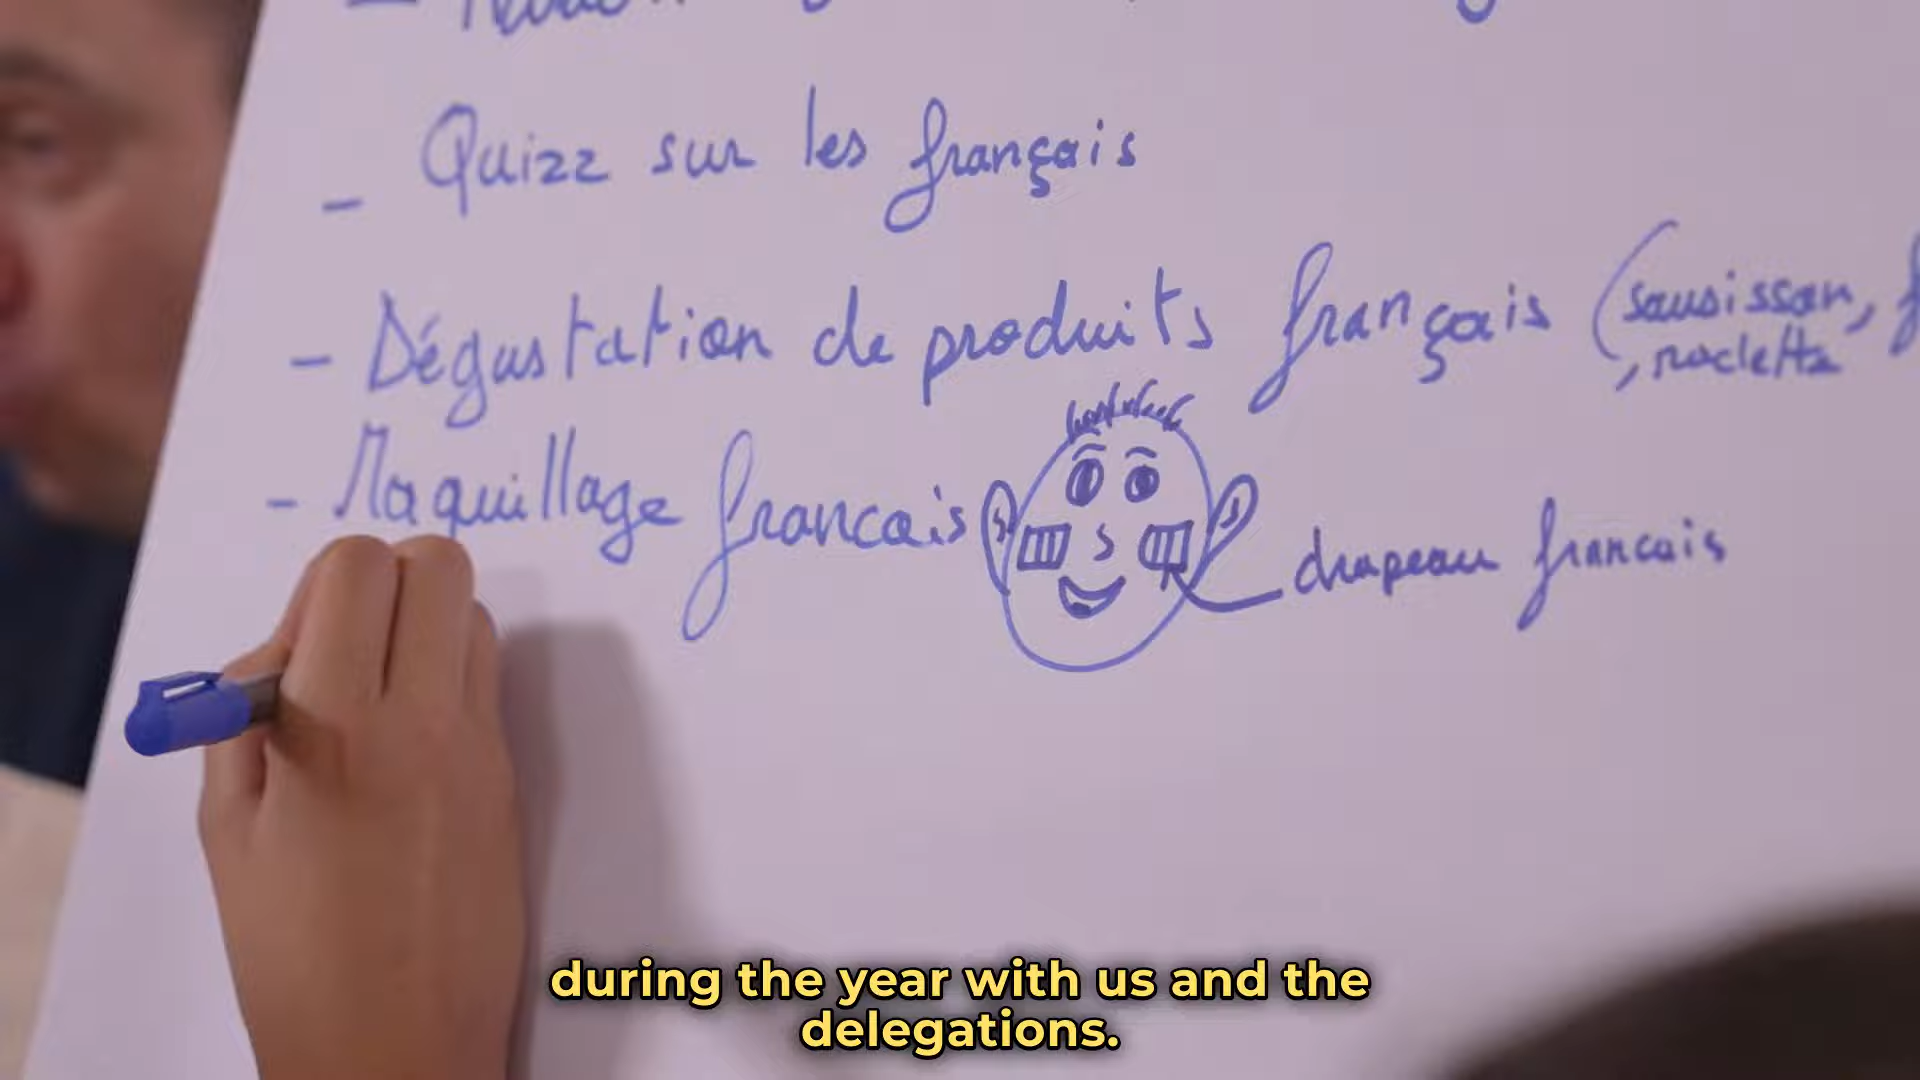 - Quizz sur les français
- Dégustation de produits français (saucisson,
, raclette
- Maquillage francais
drapeau francais
during the year with us and the
delegations.